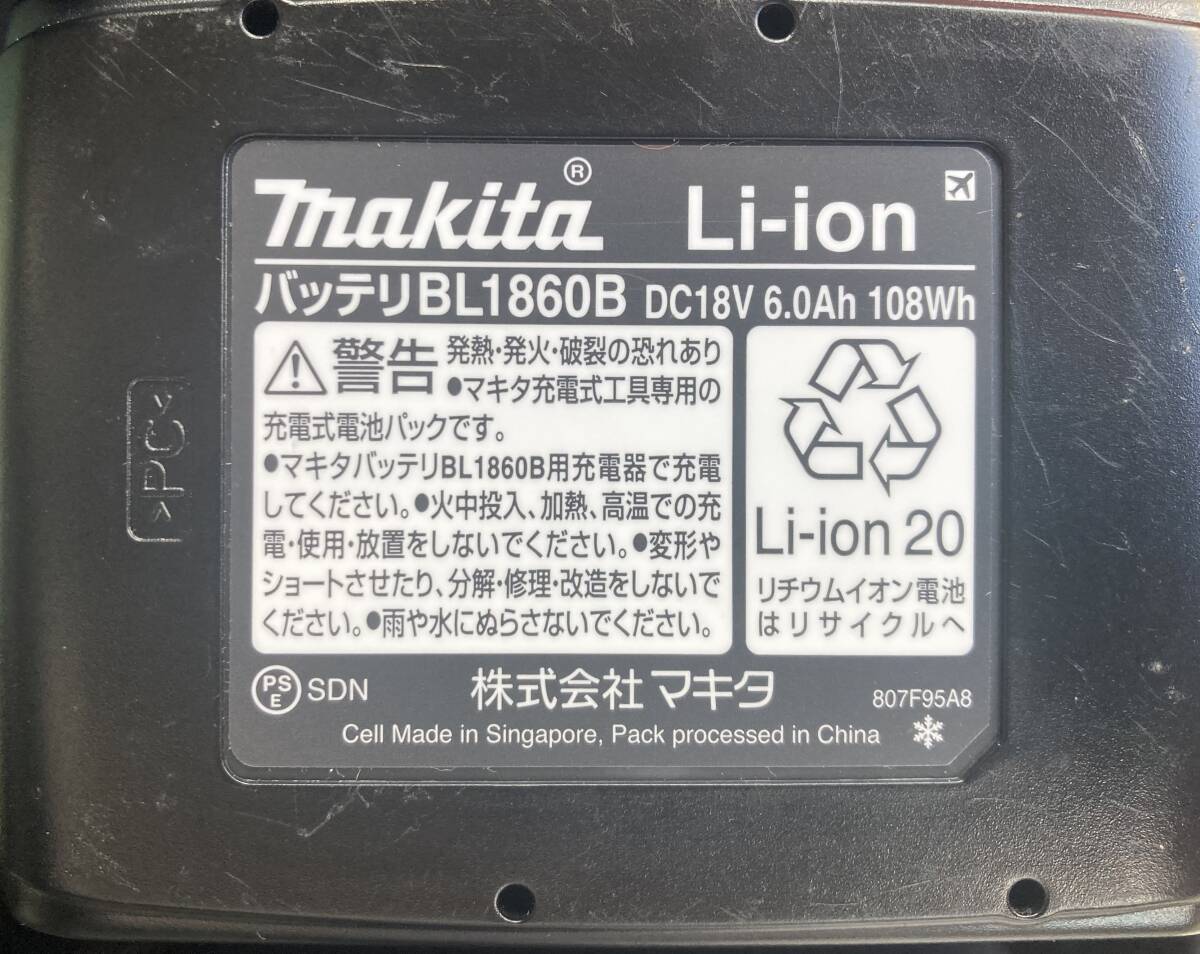 makita® Li-ion
バッテリBL1860B DC18V 6.0Ah 108Wh
警告 発熱・発火・破裂の恐れあり
●マキタ充電式工具専用の
充電式電池パックです。
●マキタバッテリBL1860B用充電器で充電
してください。●火中投入、加熱、高温での充
電・使用・放置をしないでください。●変形や
ショートさせたり、分解・修理・改造をしないで
ください。●雨や水にぬらさないでください。
Li-ion 20
リチウムイオン電池
はリサイクルへ
PSE SDN 株式会社マキタ 807F95A8
Cell Made in Singapore, Pack processed in China
>PC<